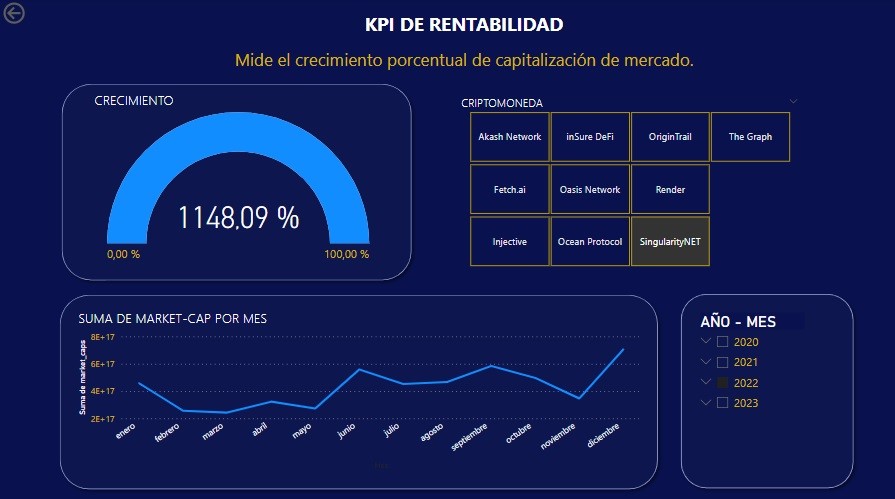 KPI DE RENTABILIDAD
Mide el crecimiento porcentual de capitalización de mercado.
CRECIMIENTO
1148,09 %
0,00 %
100,00 %
CRIPTOMONEDA
Akash Network
inSure DeFi
OriginTrail
The Graph
Fetch.ai
Oasis Network
Render
Injective
Ocean Protocol
SingularityNET
SUMA DE MARKET-CAP POR MES
Suma de market_caps
8E+17
6E+17
4E+17
2E+17
enero
febrero
marzo
abril
mayo
junio
julio
agosto
septiembre
octubre
noviembre
diciembre
AÑO - MES
2020
2021
2022
2023